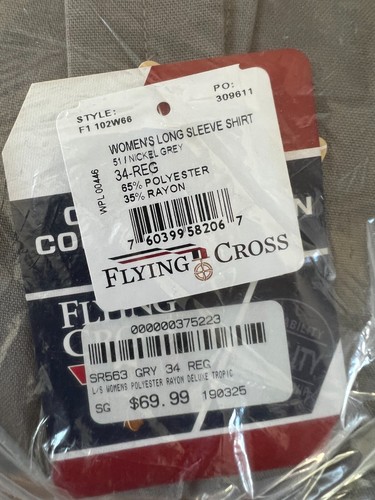 STYLE:
F1 102W66
PO:
309611
WOMEN'S LONG SLEEVE SHIRT
51 / NICKEL GREY
34-REG
65% POLYESTER
35% RAYON
WPL 00446
7 60399 58206 7
FLYING CROSS
FLYING
000000375223
SR563 GRY 34 REG
L/S WOMENS POLYESTER RAYON DELUXE TROPIC
SG $69.99 190325